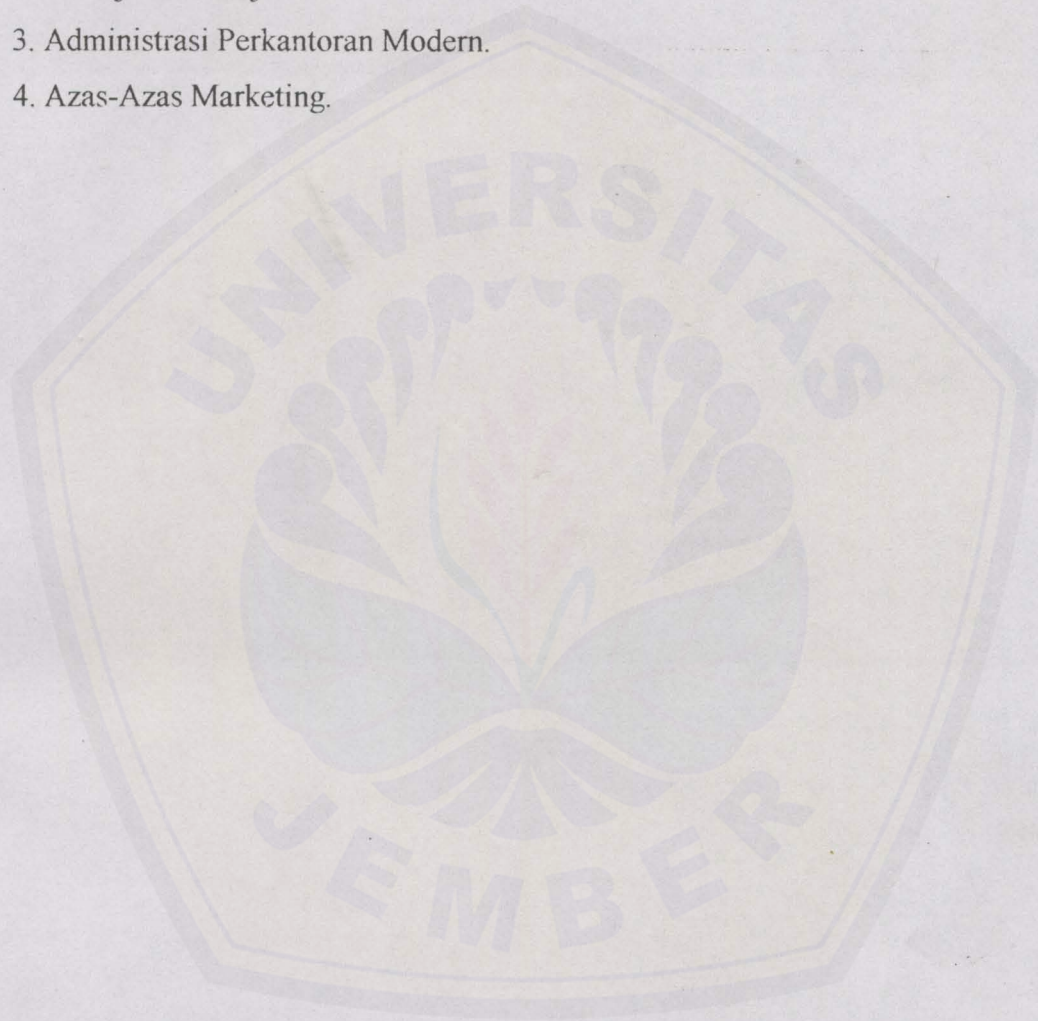 3. Administrasi Perkantoran Modern.
4. Azas-Azas Marketing.
UNIVERSITAS
JEMBER